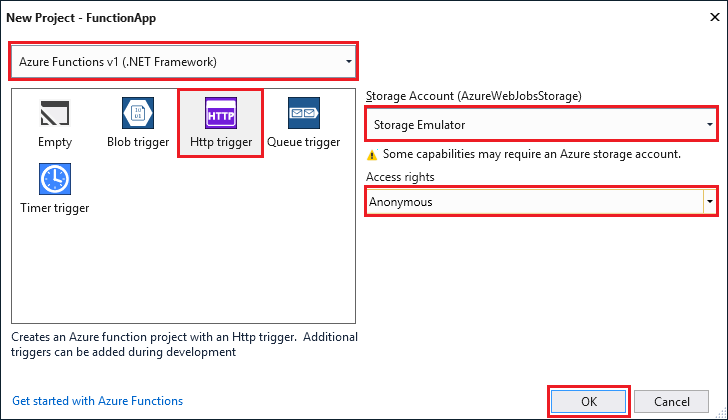 New Project - FunctionApp
Azure Functions v1 (.NET Framework)
HTTP
Empty
Blob trigger
Http trigger
Queue trigger
Timer trigger
Storage Account (AzureWebJobsStorage)
Storage Emulator
Some capabilities may require an Azure storage account.
Access rights
Anonymous
Creates an Azure function project with an Http trigger.  Additional
triggers can be added during development
Get started with Azure Functions
OK
Cancel